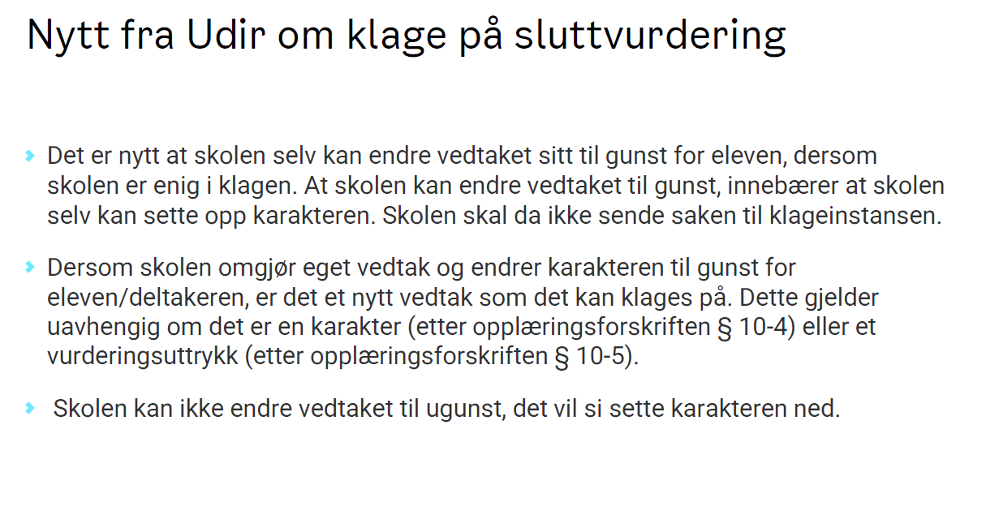 Nytt fra Udir om klage på sluttvurdering
Det er nytt at skolen selv kan endre vedtaket sitt til gunst for eleven, dersom
skolen er enig i klagen. At skolen kan endre vedtaket til gunst, innebærer at skolen
selv kan sette opp karakteren. Skolen skal da ikke sende saken til klageinstansen.
Dersom skolen omgjør eget vedtak og endrer karakteren til gunst for
eleven/deltakeren, er det et nytt vedtak som det kan klages på. Dette gjelder
uavhengig om det er en karakter (etter opplæringsforskriften § 10-4) eller et
vurderingsuttrykk (etter opplæringsforskriften § 10-5).
Skolen kan ikke endre vedtaket til ugunst, det vil si sette karakteren ned.